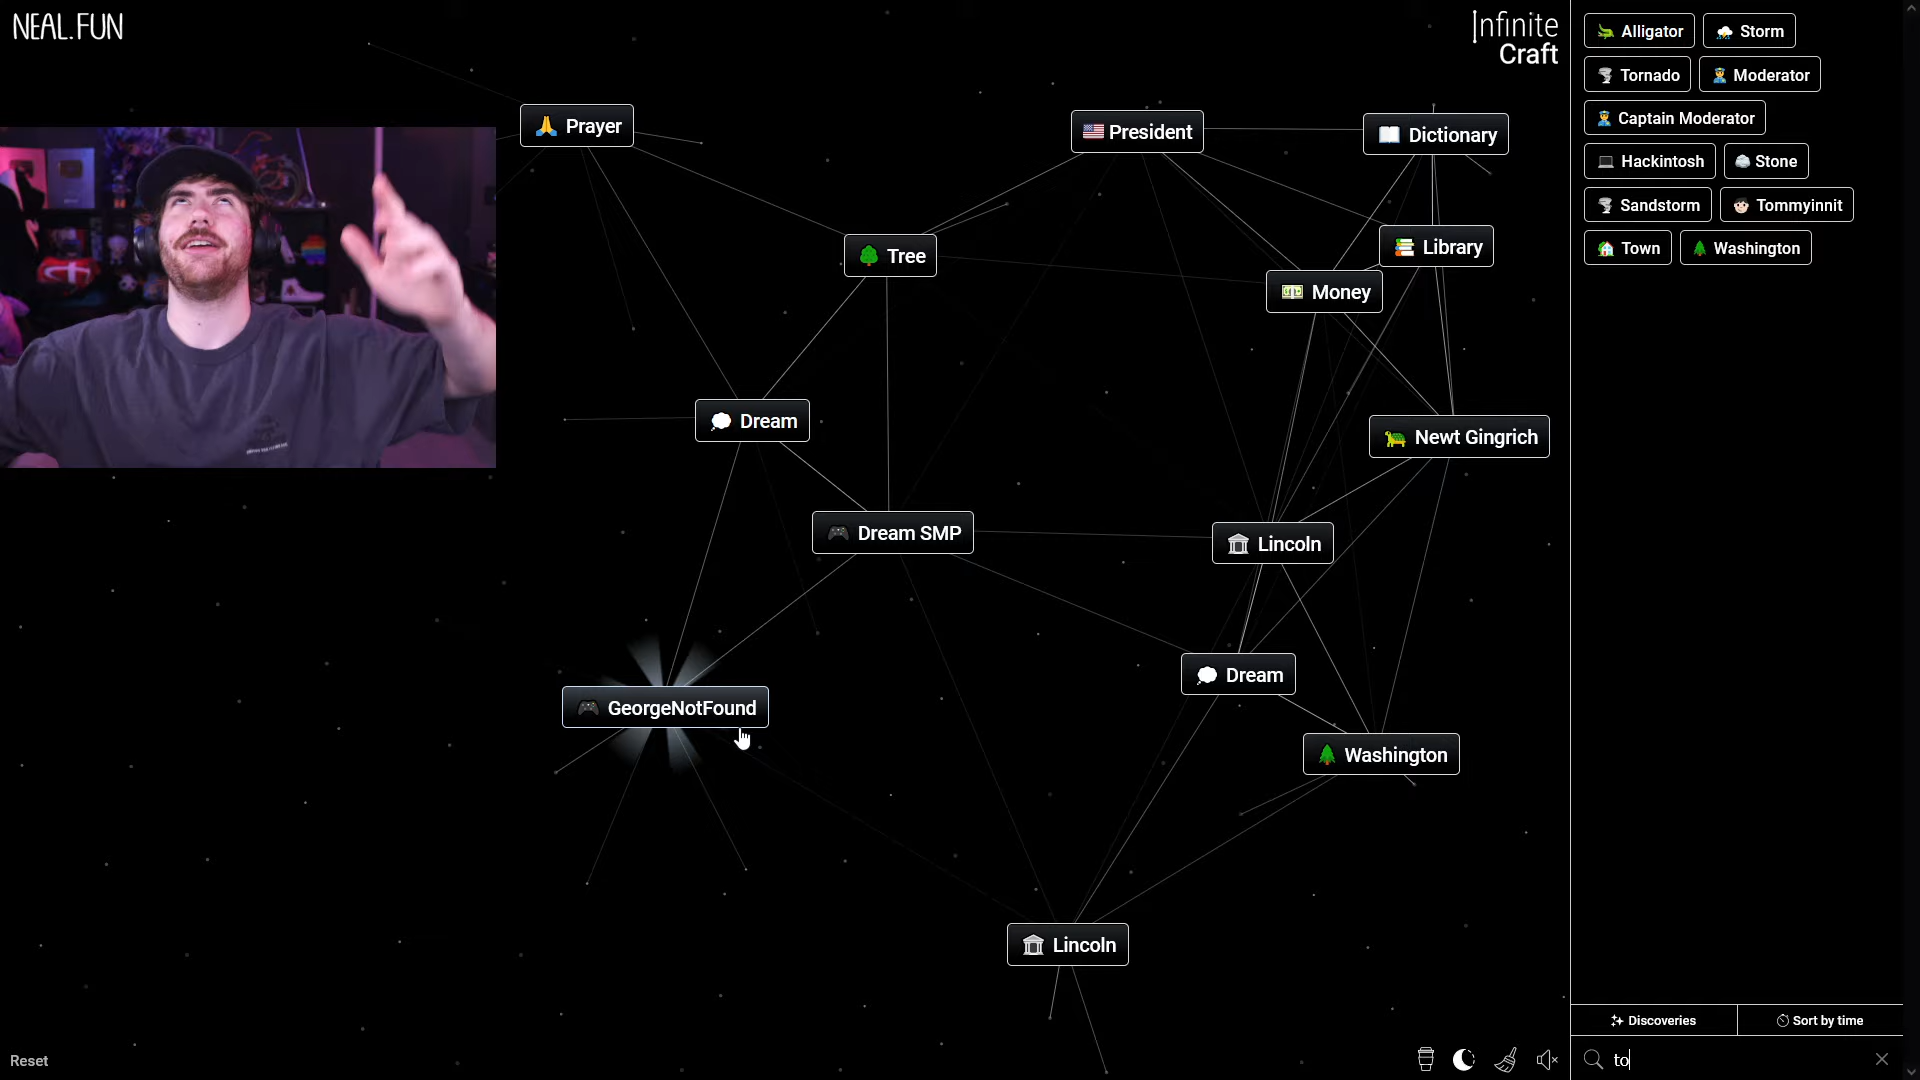 NEAL.FUN
Infinite
Craft
🙏 Prayer
🇺🇸 President
📖 Dictionary
🌳 Tree
📚 Library
💵 Money
💭 Dream
🐢 Newt Gingrich
🎮 Dream SMP
🏛️ Lincoln
💭 Dream
🎮 GeorgeNotFound
🌲 Washington
🏛️ Lincoln
Reset
🐊 Alligator
⛈️ Storm
🌪️ Tornado
👮 Moderator
👮 Captain Moderator
💻 Hackintosh
🪨 Stone
🌪️ Sandstorm
👦🏻 Tommyinnit
🏡 Town
🌲 Washington
Discoveries
Sort by time
to